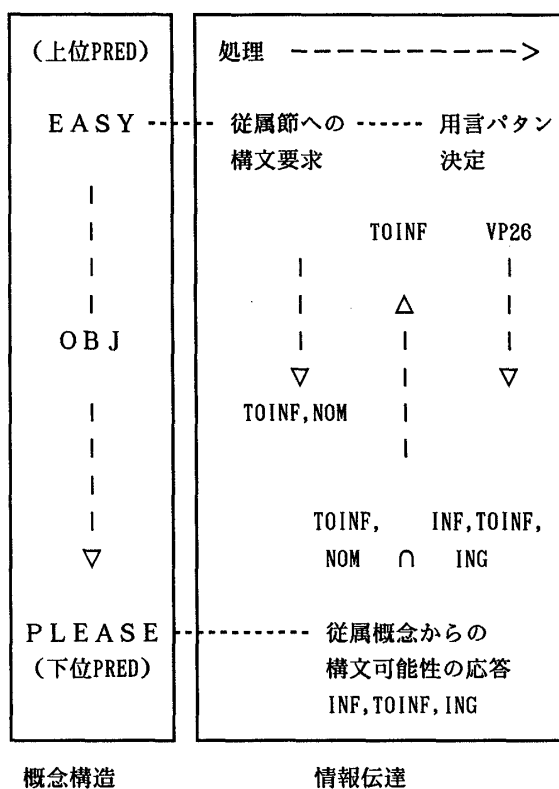 (上位PRED) 処理 ----------->
EASY 従属節への 用言パタン
構文要求 決定
TOINF VP26
OBJ
TOINF,NOM
TOINF, INF,TOINF,
NOM ∩ ING
PLEASE 従属概念からの
(下位PRED) 構文可能性の応答
INF,TOINF,ING
概念構造 情報伝達